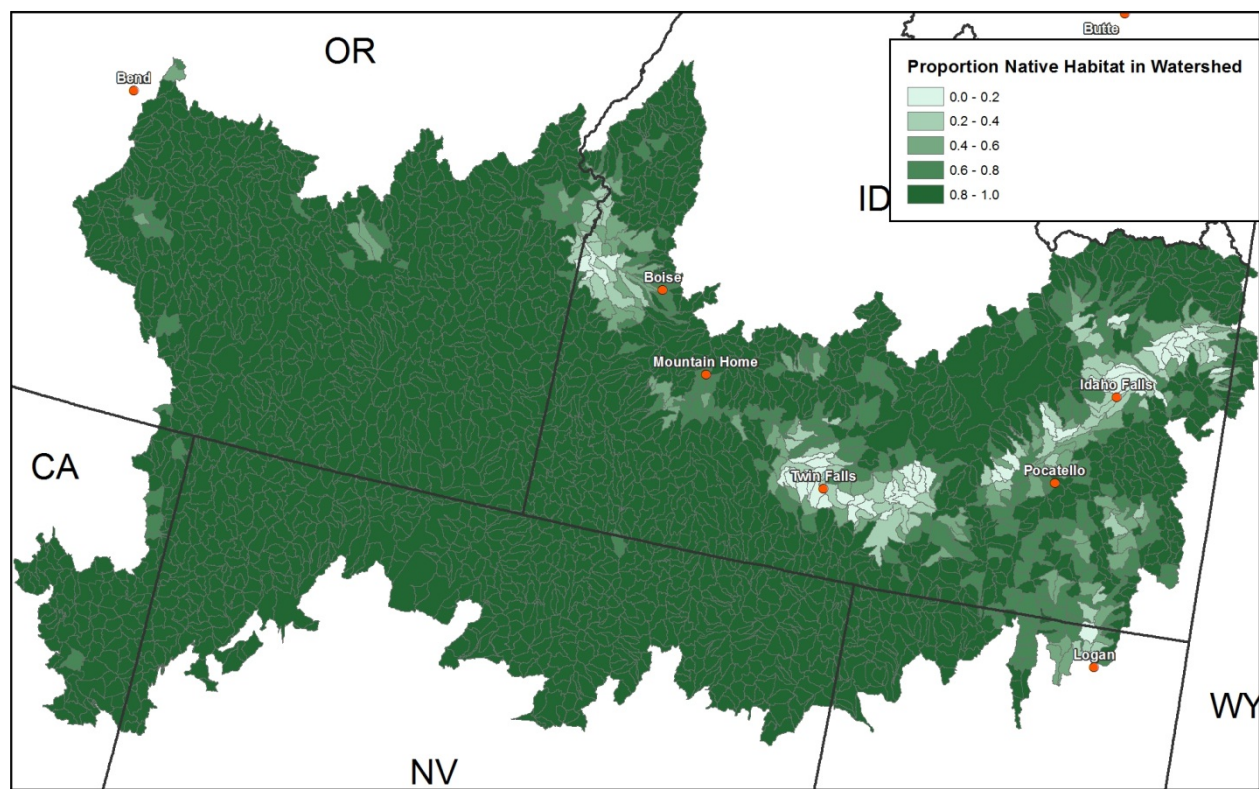 OR
Butte
Bend
Proportion Native Habitat in Watershed
0.0 - 0.2
0.2 - 0.4
0.4 - 0.6
0.6 - 0.8
0.8 - 1.0
ID
Boise
Mountain Home
Idaho Falls
CA
Twin Falls
Pocatello
Logan
WY
NV